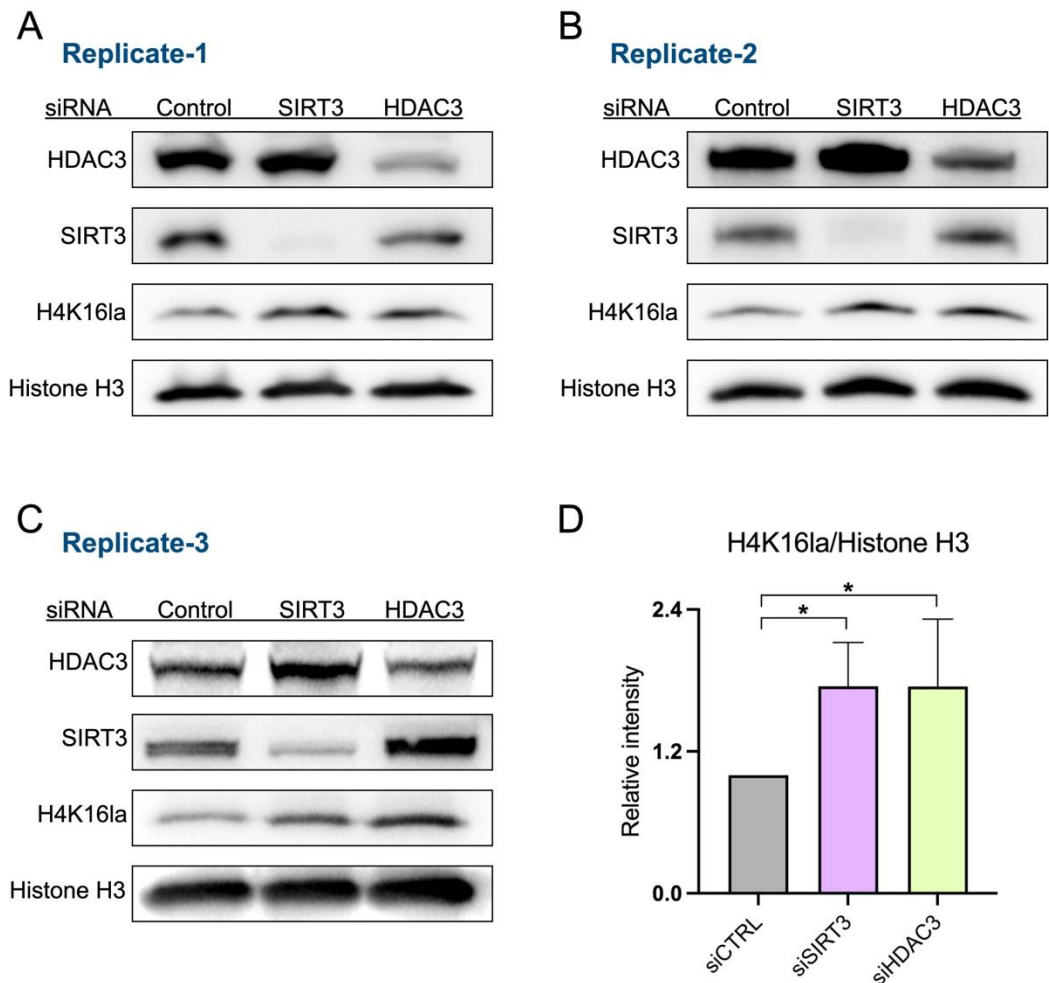 A
Replicate-1
siRNA Control SIRT3 HDAC3
HDAC3
SIRT3
H4K16la
Histone H3
B
Replicate-2
siRNA Control SIRT3 HDAC3
HDAC3
SIRT3
H4K16la
Histone H3
C
Replicate-3
siRNA Control SIRT3 HDAC3
HDAC3
SIRT3
H4K16la
Histone H3
D
H4K16la/Histone H3
*
*
2.4
1.2
0.0
Relative intensity
siCTRL
siSIRT3
siHDAC3